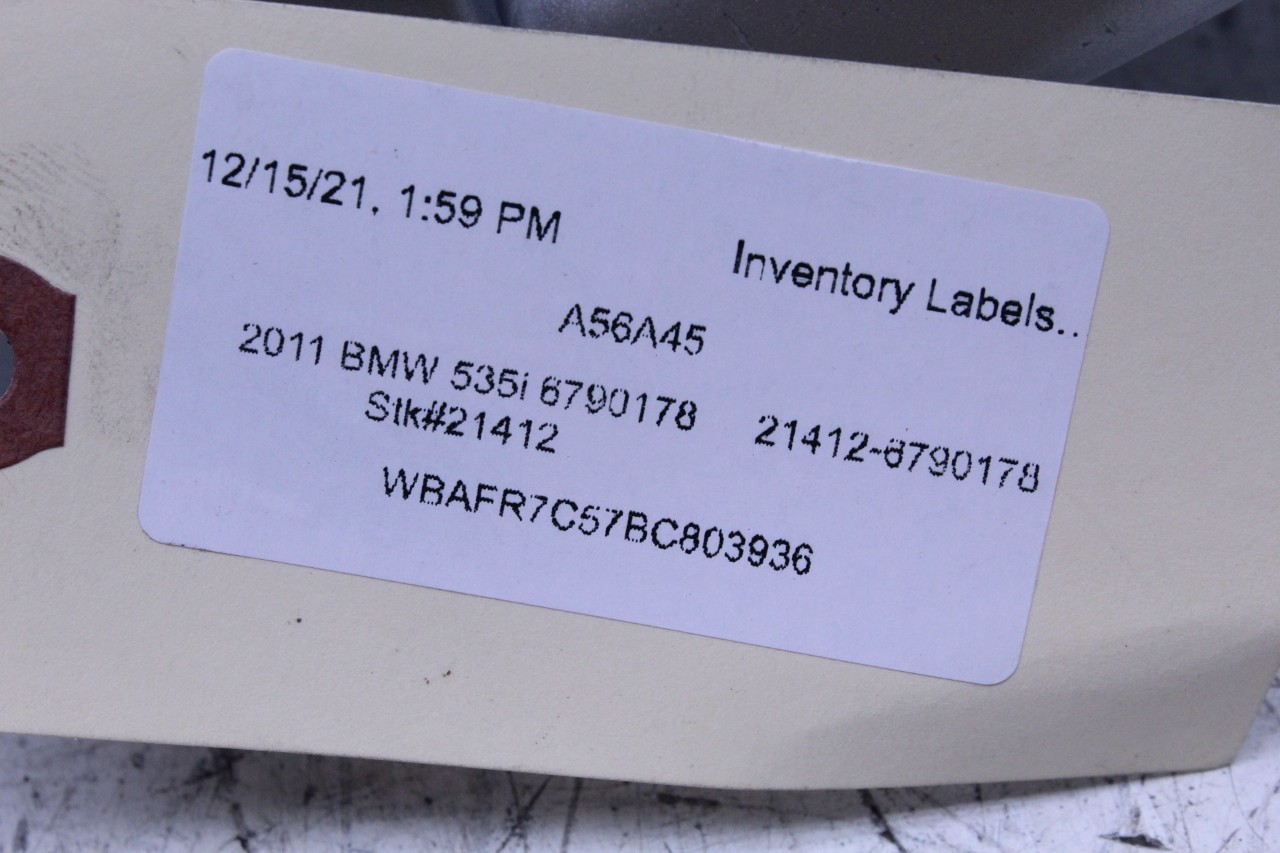 12/15/21, 1:59 PM
Inventory Labels..
A56A45
2011 BMW 535i 6790178
21412-6790178
Stk#21412
WBAFR7C57BC803936